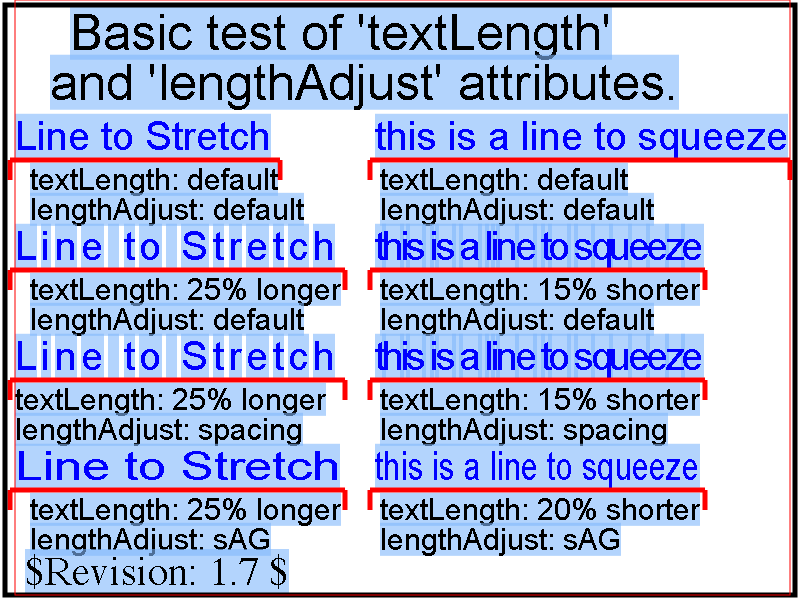 Basic test of 'textLength'
and 'lengthAdjust' attributes.
Line to Stretch
textLength: default
lengthAdjust: default
this is a line to squeeze
textLength: default
lengthAdjust: default
Line to Stretch
textLength: 25% longer
lengthAdjust: default
this is a line to squeeze
textLength: 15% shorter
lengthAdjust: default
Line to Stretch
textLength: 25% longer
lengthAdjust: spacing
this is a line to squeeze
textLength: 15% shorter
lengthAdjust: spacing
Line to Stretch
textLength: 25% longer
lengthAdjust: sAG
this is a line to squeeze
textLength: 20% shorter
lengthAdjust: sAG
$Revision: 1.7 $